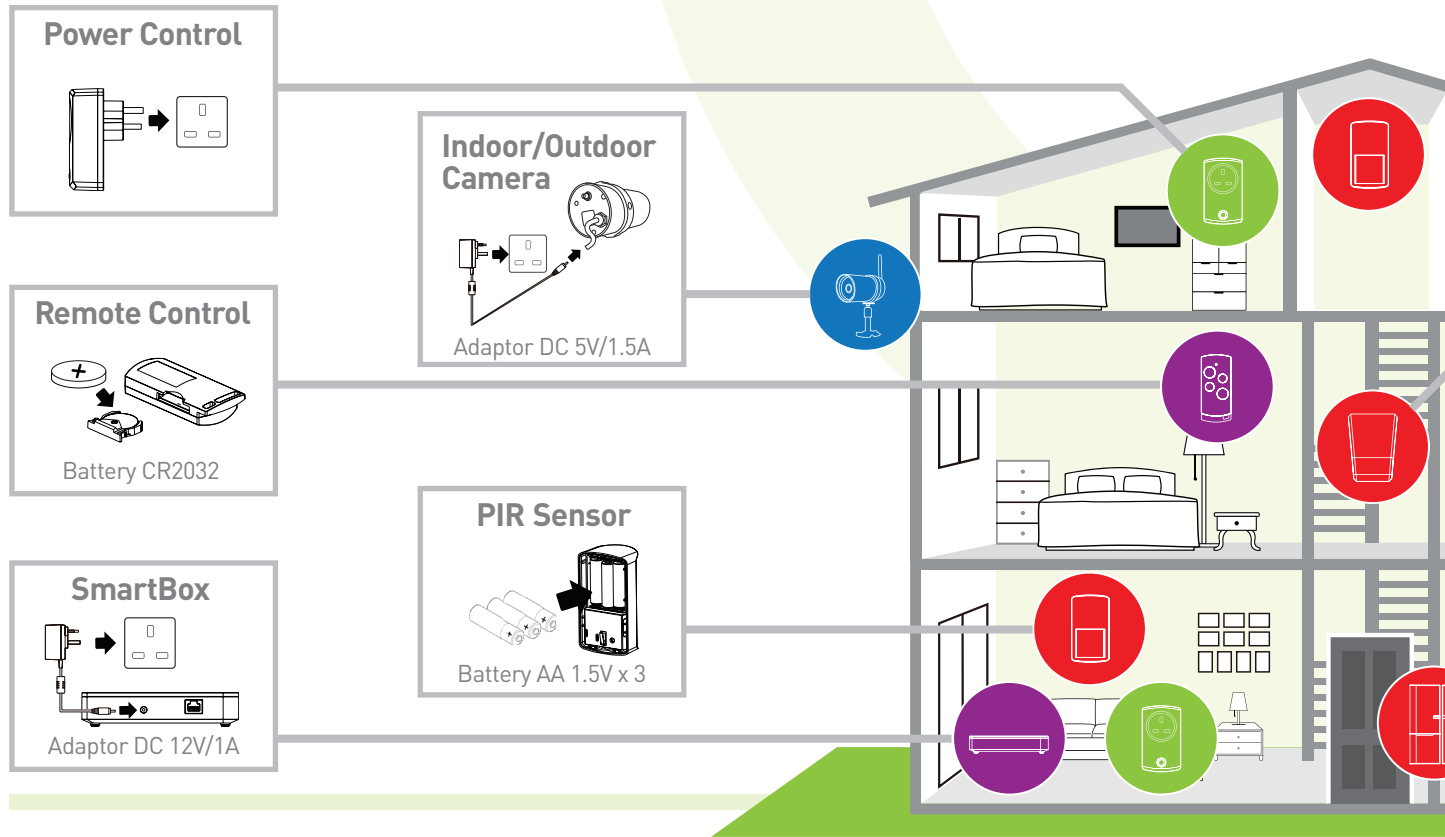 Power Control
Indoor/Outdoor
Camera
Adaptor DC 5V/1.5A
Remote Control
Battery CR2032
PIR Sensor
Battery AA 1.5V x 3
SmartBox
Adaptor DC 12V/1A